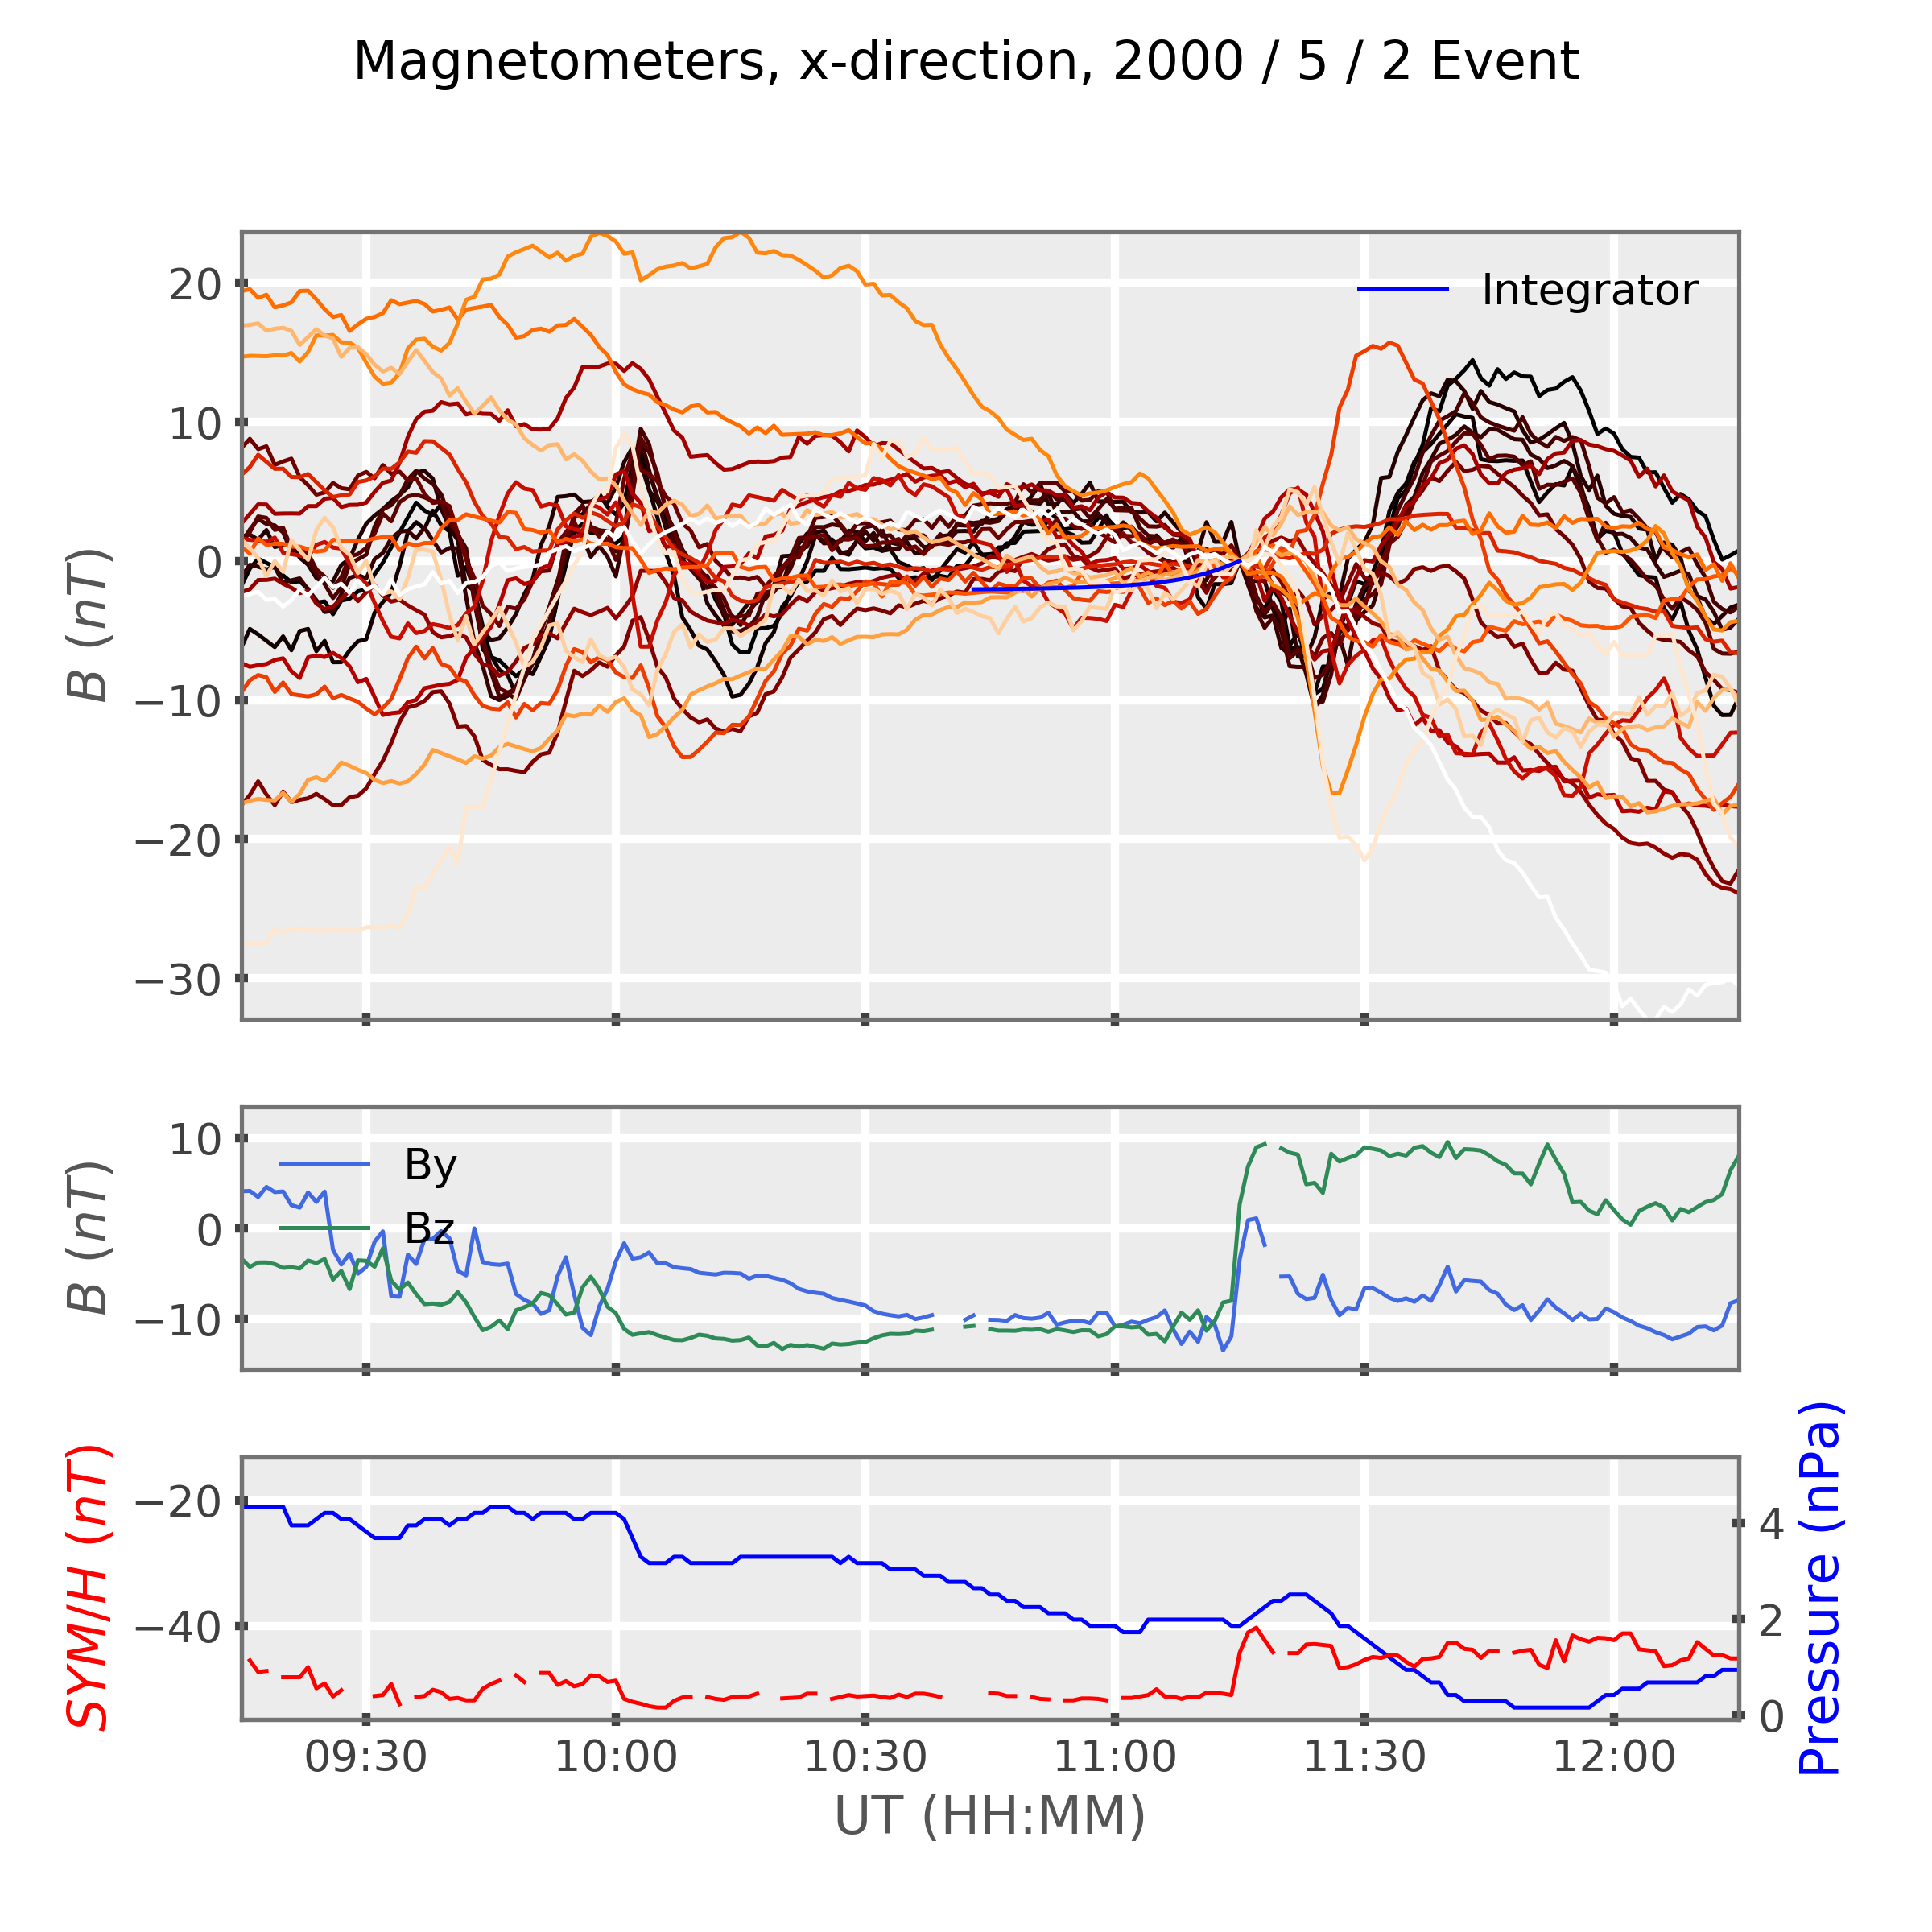 Magnetometers, x-direction, 2000 / 5 / 2 Event
B (nT)
20
10
0
−10
−20
−30
Integrator
B (nT)
10
0
−10
By
Bz
SYM/H (nT)
−20
−40
4
2
0
Pressure (nPa)
09:30 10:00 10:30 11:00 11:30 12:00
UT (HH:MM)